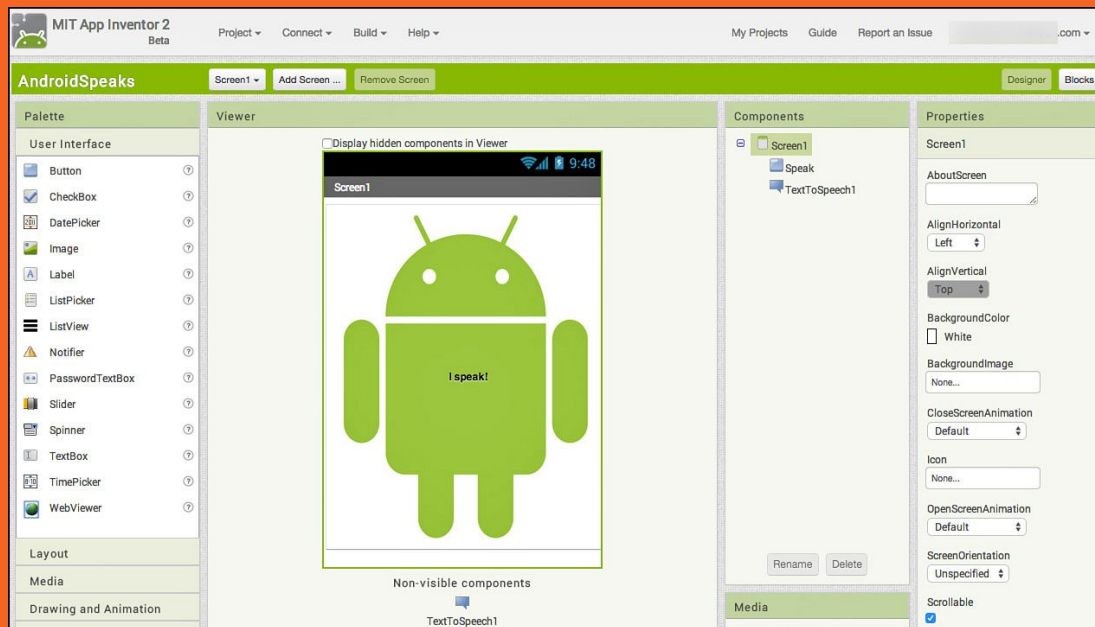 MIT App Inventor 2
Beta
Project Connect Build Help My Projects Guide Report an Issue .com
AndroidSpeaks Screen1 Add Screen ... Remove Screen Designer Blocks
Palette
User Interface
Button
CheckBox
DatePicker
Image
Label
ListPicker
ListView
Notifier
PasswordTextBox
Slider
Spinner
TextBox
TimePicker
WebViewer
Layout
Media
Drawing and Animation
Viewer
Display hidden components in Viewer
9:48
Screen1
I speak!
Non-visible components
TextToSpeech1
Components
Screen1
Speak
TextToSpeech1
Rename Delete
Media
Properties
Screen1
AboutScreen
AlignHorizontal
Left
AlignVertical
Top
BackgroundColor
White
BackgroundImage
None...
CloseScreenAnimation
Default
Icon
None...
OpenScreenAnimation
Default
ScreenOrientation
Unspecified
Scrollable